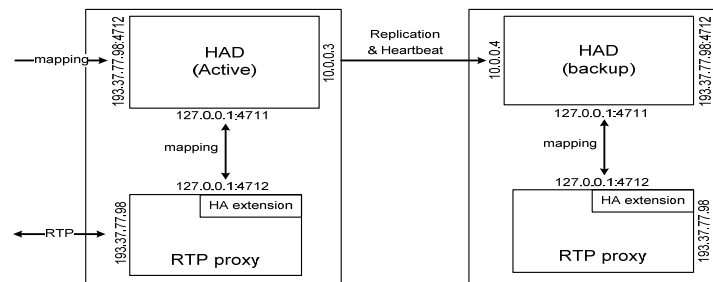 mapping
193.37.77.98:4712
HAD
(Active)
10.0.0.3
127.0.0.1:4711
mapping
127.0.0.1:4712
HA extension
RTP
193.37.77.98
RTP proxy
Replication
& Heartbeat
10.0.0.4
HAD
(backup)
193.37.77.98:4712
127.0.0.1:4711
mapping
127.0.0.1:4712
HA extension
RTP proxy
193.37.77.98